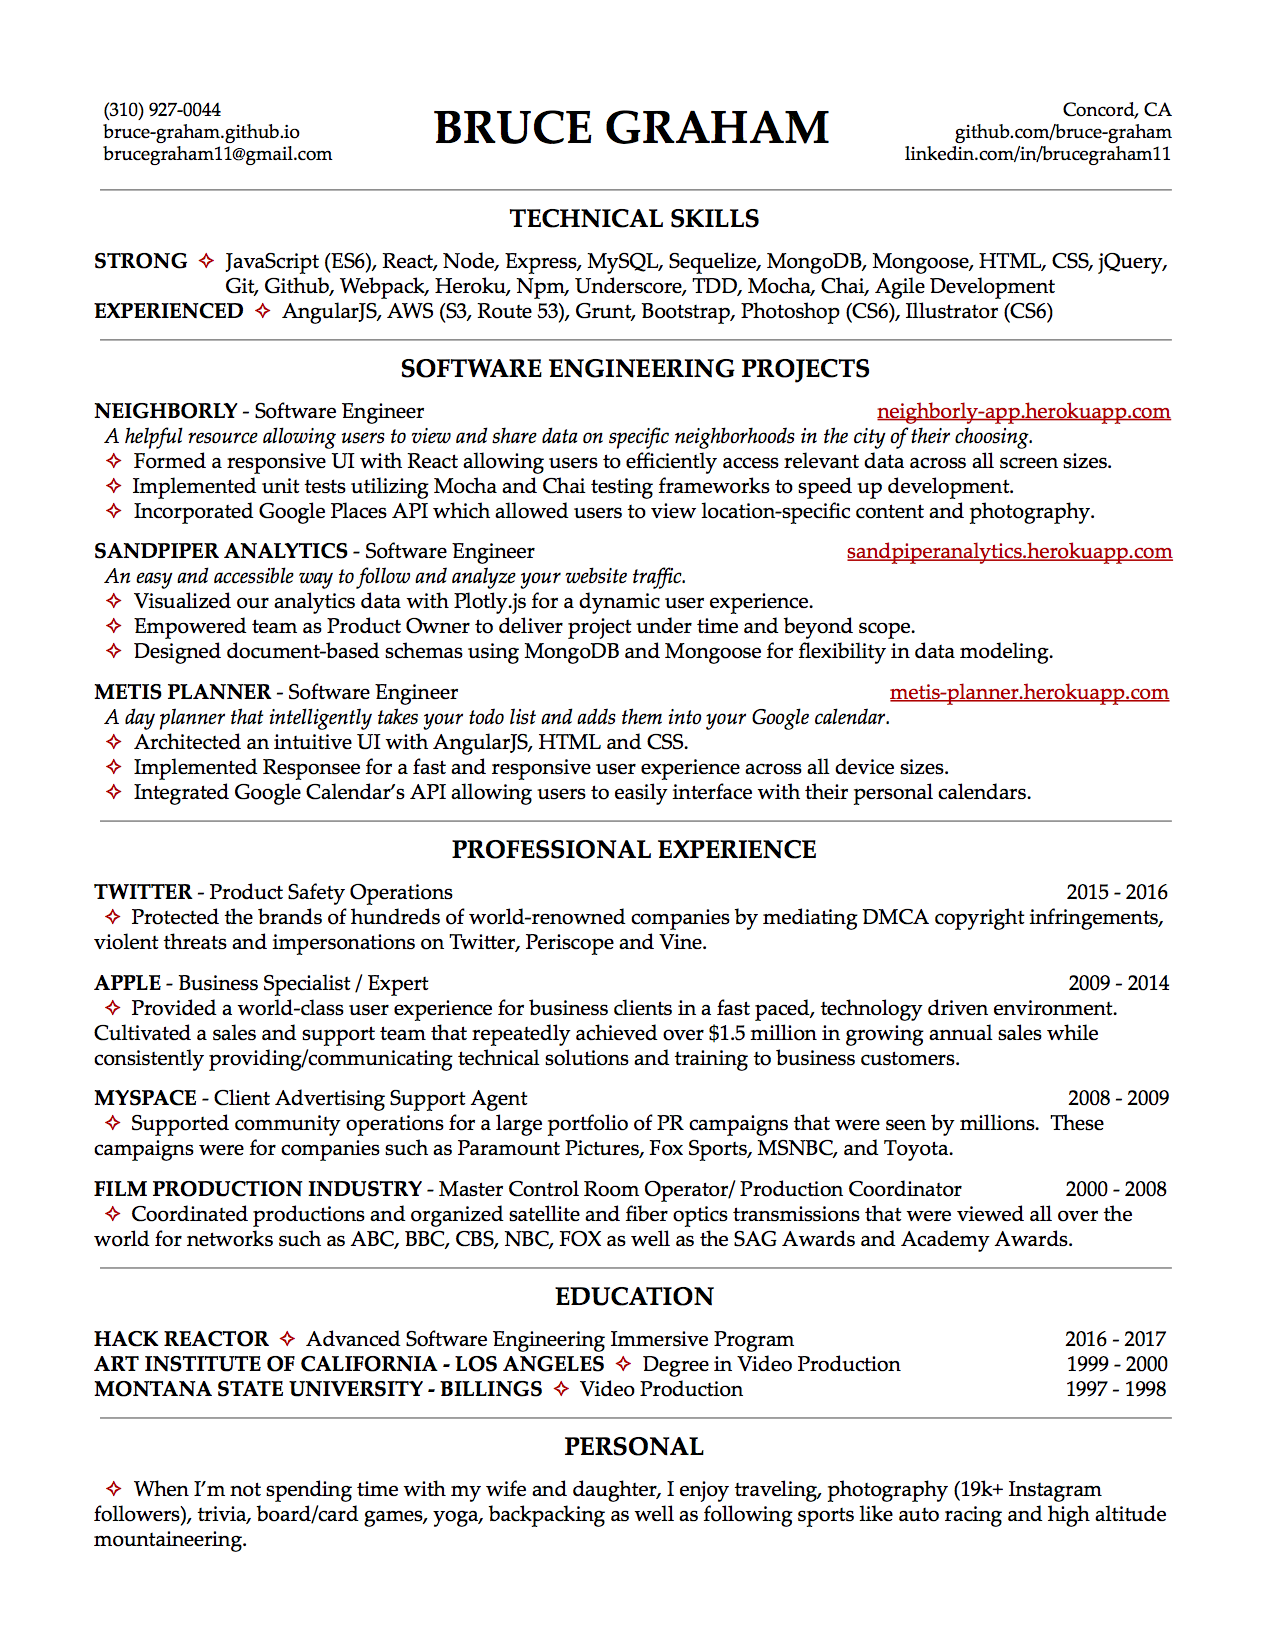 (310) 927-0044
bruce-graham.github.io
brucegraham11@gmail.com
BRUCE GRAHAM
Concord, CA
github.com/bruce-graham
linkedin.com/in/brucegraham11
TECHNICAL SKILLS
STRONG ✧ JavaScript (ES6), React, Node, Express, MySQL, Sequelize, MongoDB, Mongoose, HTML, CSS, jQuery,
Git, Github, Webpack, Heroku, Npm, Underscore, TDD, Mocha, Chai, Agile Development
EXPERIENCED ✧ AngularJS, AWS (S3, Route 53), Grunt, Bootstrap, Photoshop (CS6), Illustrator (CS6)
SOFTWARE ENGINEERING PROJECTS
NEIGHBORLY - Software Engineer neighborly-app.herokuapp.com
A helpful resource allowing users to view and share data on specific neighborhoods in the city of their choosing.
✧ Formed a responsive UI with React allowing users to efficiently access relevant data across all screen sizes.
✧ Implemented unit tests utilizing Mocha and Chai testing frameworks to speed up development.
✧ Incorporated Google Places API which allowed users to view location-specific content and photography.
SANDPIPER ANALYTICS - Software Engineer sandpiperanalytics.herokuapp.com
An easy and accessible way to follow and analyze your website traffic.
✧ Visualized our analytics data with Plotly.js for a dynamic user experience.
✧ Empowered team as Product Owner to deliver project under time and beyond scope.
✧ Designed document-based schemas using MongoDB and Mongoose for flexibility in data modeling.
METIS PLANNER - Software Engineer metis-planner.herokuapp.com
A day planner that intelligently takes your todo list and adds them into your Google calendar.
✧ Architected an intuitive UI with AngularJS, HTML and CSS.
✧ Implemented Responsee for a fast and responsive user experience across all device sizes.
✧ Integrated Google Calendar's API allowing users to easily interface with their personal calendars.
PROFESSIONAL EXPERIENCE
TWITTER - Product Safety Operations 2015 - 2016
✧ Protected the brands of hundreds of world-renowned companies by mediating DMCA copyright infringements,
violent threats and impersonations on Twitter, Periscope and Vine.
APPLE - Business Specialist / Expert 2009 - 2014
✧ Provided a world-class user experience for business clients in a fast paced, technology driven environment.
Cultivated a sales and support team that repeatedly achieved over $1.5 million in growing annual sales while
consistently providing/communicating technical solutions and training to business customers.
MYSPACE - Client Advertising Support Agent 2008 - 2009
✧ Supported community operations for a large portfolio of PR campaigns that were seen by millions. These
campaigns were for companies such as Paramount Pictures, Fox Sports, MSNBC, and Toyota.
FILM PRODUCTION INDUSTRY - Master Control Room Operator/ Production Coordinator 2000 - 2008
✧ Coordinated productions and organized satellite and fiber optics transmissions that were viewed all over the
world for networks such as ABC, BBC, CBS, NBC, FOX as well as the SAG Awards and Academy Awards.
EDUCATION
HACK REACTOR ✧ Advanced Software Engineering Immersive Program 2016 - 2017
ART INSTITUTE OF CALIFORNIA - LOS ANGELES ✧ Degree in Video Production 1999 - 2000
MONTANA STATE UNIVERSITY - BILLINGS ✧ Video Production 1997 - 1998
PERSONAL
✧ When I'm not spending time with my wife and daughter, I enjoy traveling, photography (19k+ Instagram
followers), trivia, board/card games, yoga, backpacking as well as following sports like auto racing and high altitude
mountaineering.